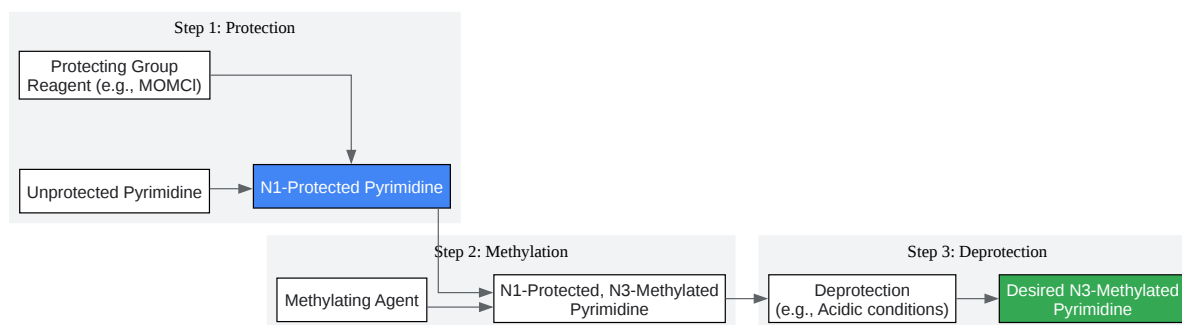 Step 1: Protection
Protecting Group
Reagent (e.g., MOMCl)
Unprotected Pyrimidine
N1-Protected Pyrimidine
Step 2: Methylation
Methylating Agent
N1-Protected, N3-Methylated
Pyrimidine
Step 3: Deprotection
Deprotection
(e.g., Acidic conditions)
Desired N3-Methylated
Pyrimidine